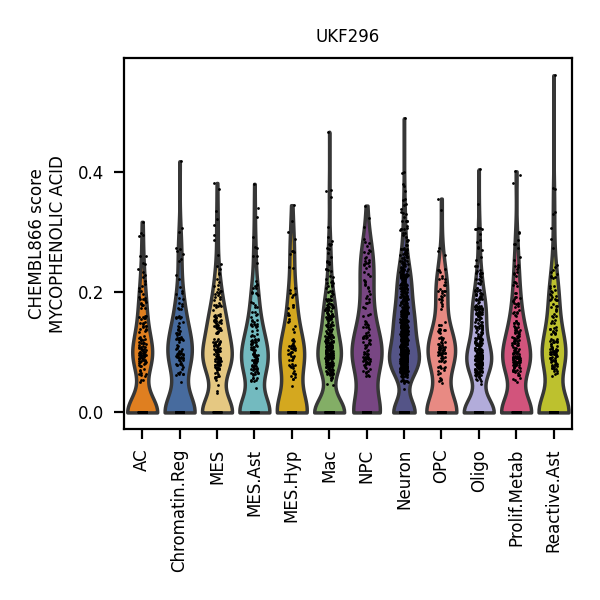 UKF296
CHEMBL866 score
MYCOPHENOLIC ACID
0.4
0.2
0.0
AC
Chromatin.Reg
MES
MES.Ast
MES.Hyp
Mac
NPC
Neuron
OPC
Oligo
Prolif.Metab
Reactive.Ast